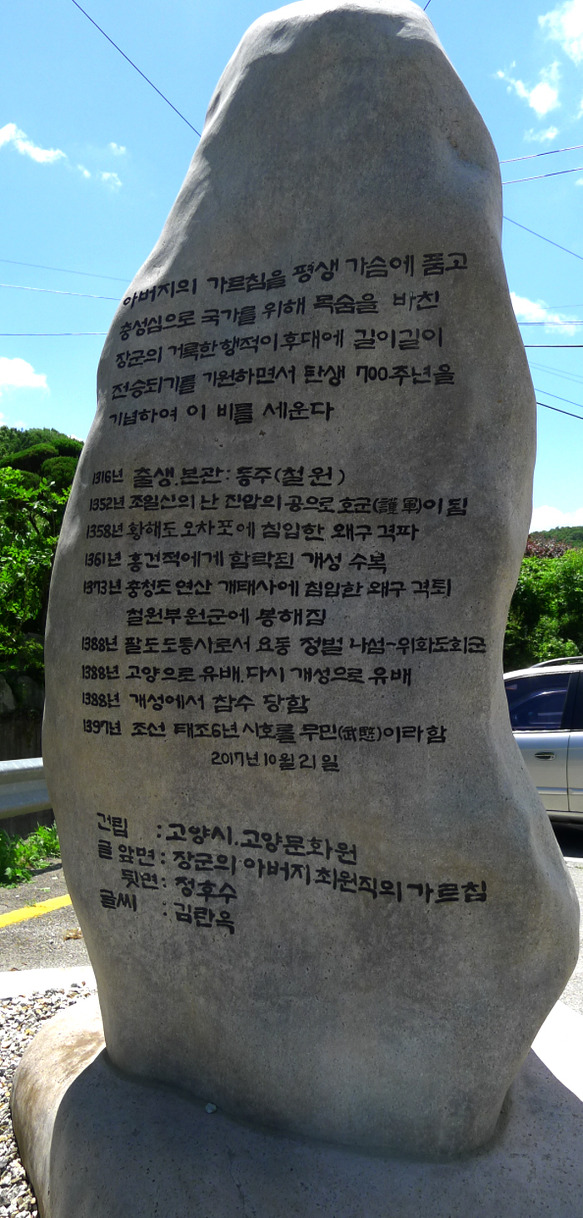 아버지의 가르침을 평생 가슴에 품고
충성심으로 국가를 위해 목숨을 바친
장군의 거룩한 행적이 후대에 길이길이
전승되기를 기원하면서 탄생 700주년을
기념하여 이 비를 세운다
1316년 출생.본관:동주(철원)
1352년 조일신의 난 진압의 공으로 호군(護軍)이 됨
1358년 황해도 오차포에 침입한 왜구 격파
1361년 홍건적에게 함락된 개성 수복
1373년 충청도 연산 개태사에 침입한 왜구 격퇴
철원부원군에 봉해짐
1388년 팔도도통사로서 요동 정벌 나섬~위화도회군
1388년 고양으로 유배.다시 개성으로 유배
1388년 개성에서 참수 당함
1397년 조선 태조6년 시호를 무민(武愍)이라함
2017년 10월 21일
건립 : 고양시.고양문화원
글 앞면 : 장군의 아버지 최원직의 가르침
뒷면 : 정후수
글씨 : 김란옥